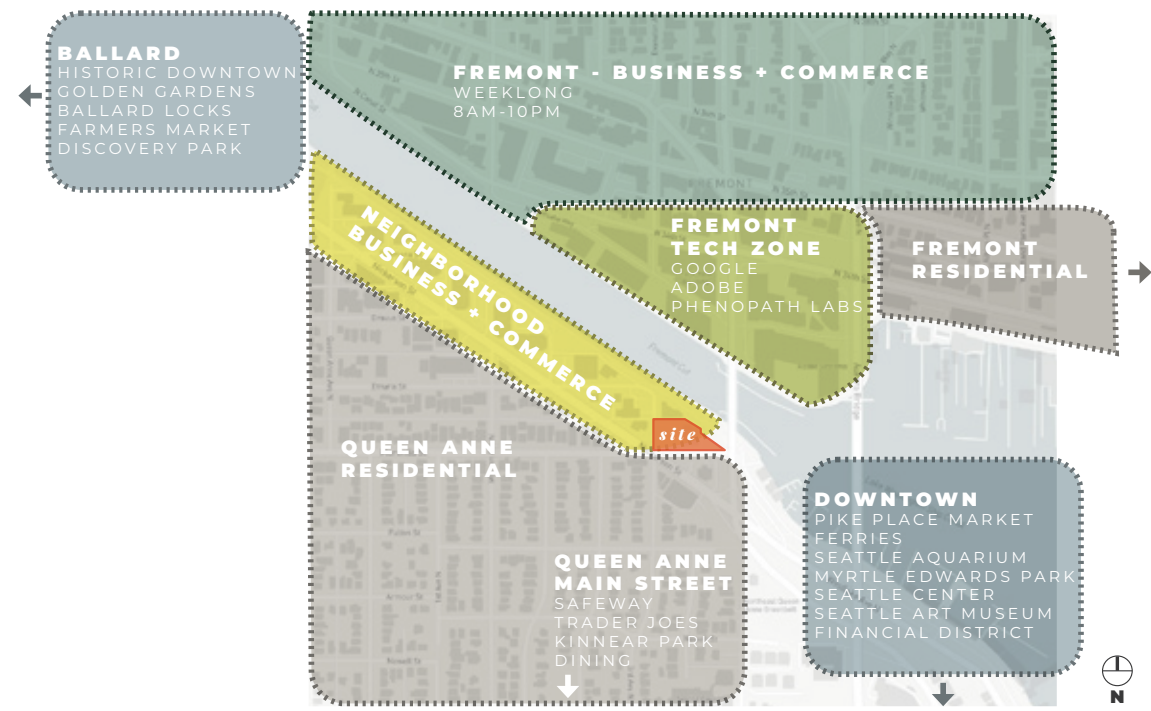 BALLARD
HISTORIC DOWNTOWN
GOLDEN GARDENS
BALLARD LOCKS
FARMERS MARKET
DISCOVERY PARK
FREMONT - BUSINESS + COMMERCE
WEEKLONG
8AM-10PM
FREMONT
NEIGHBORHOOD
BUSINESS + COMMERCE
FREMONT
TECH ZONE
GOOGLE
ADOBE
PHENOPATH LABS
FREMONT
RESIDENTIAL
Fremont Cut
site
QUEEN ANNE
RESIDENTIAL
QUEEN ANNE
MAIN STREET
SAFEWAY
TRADER JOES
KINNEAR PARK
DINING
DOWNTOWN
PIKE PLACE MARKET
FERRIES
SEATTLE AQUARIUM
MYRTLE EDWARDS PARK
SEATTLE CENTER
SEATTLE ART MUSEUM
FINANCIAL DISTRICT
N